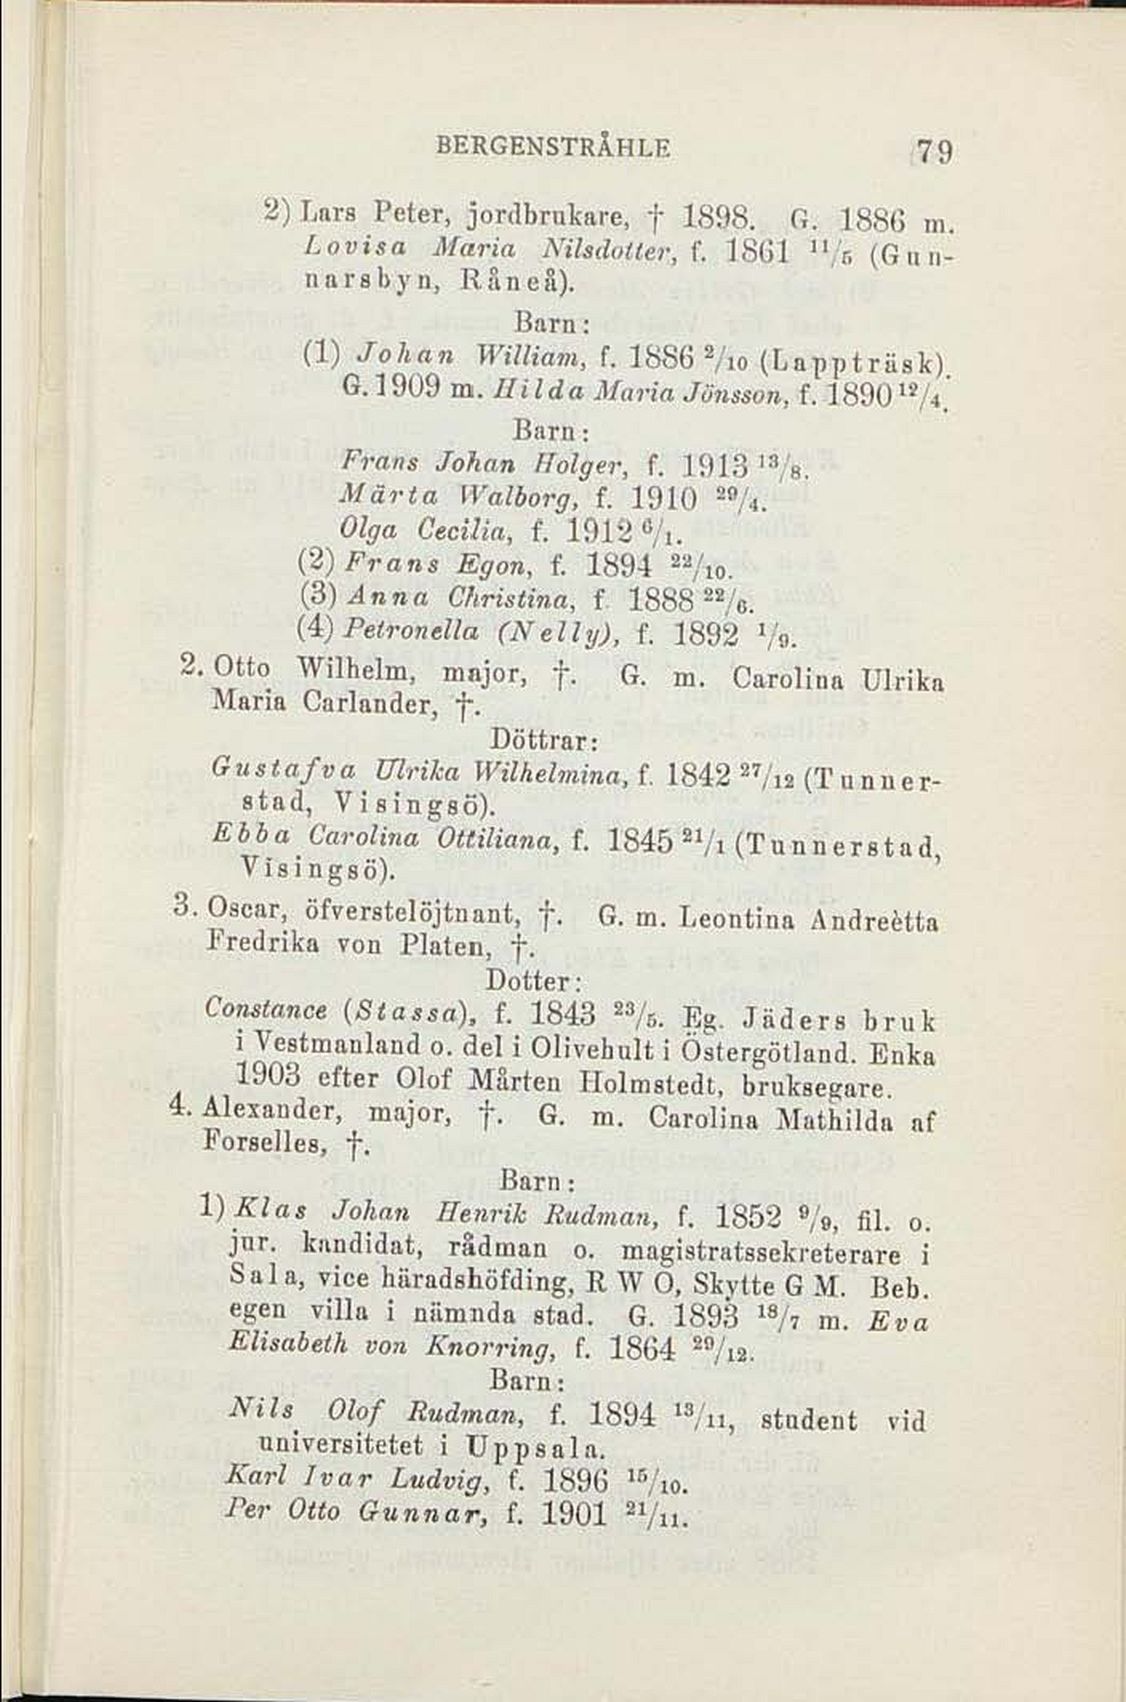 BERGENSTRÅHLE 79
2) Lars Peter, jordbrukare, † 1898. G. 1886 m.
Lovisa Maria Nilsdotter, f. 1861 11/5 (Gun-
narsbyn, Råneå).
Barn:
(1) Johan William, f. 1886 2/10 (Lappträsk).
G. 1909 m. Hilda Maria Jönsson, f. 1890 12/4.
Barn:
Frans Johan Holger, f. 1913 13/8.
Märta Walborg, f. 1910 29/4.
Olga Cecilia, f. 1912 6/1.
(2) Frans Egon, f. 1894 22/10.
(3) Anna Christina, f. 1888 22/6.
(4) Petronella (Nelly), f. 1892 1/9.
2. Otto Wilhelm, major, †. G. m. Carolina Ulrika
Maria Carlander, †.
Döttrar:
Gustafva Ulrika Wilhelmina, f. 1842 27/12 (Tunner-
stad, Visingsö).
Ebba Carolina Ottiliana, f. 1845 21/1 (Tunnerstad,
Visingsö).
3. Oscar, öfverstelöjtnant, †. G. m. Leontina Andreètta
Fredrika von Platen, †.
Dotter:
Constance (Stassa), f. 1843 23/5. Eg. Jäders bruk
i Vestmanland o. del i Olivehult i Östergötland. Enka
1903 efter Olof Mårten Holmstedt, bruksegare.
4. Alexander, major, †. G. m. Carolina Mathilda af
Forselles, †.
Barn:
1) Klas Johan Henrik Rudman, f. 1852 9/9, fil. o.
jur. kandidat, rådman o. magistratssekreterare i
Sala, vice häradshöfding, R W O, Skytte G M. Beb.
egen villa i nämnda stad. G. 1893 18/7 m. Eva
Elisabeth von Knorring, f. 1864 29/12.
Barn:
Nils Olof Rudman, f. 1894 13/11, student vid
universitetet i Uppsala.
Karl Ivar Ludvig, f. 1896 15/10.
Per Otto Gunnar, f. 1901 21/11.